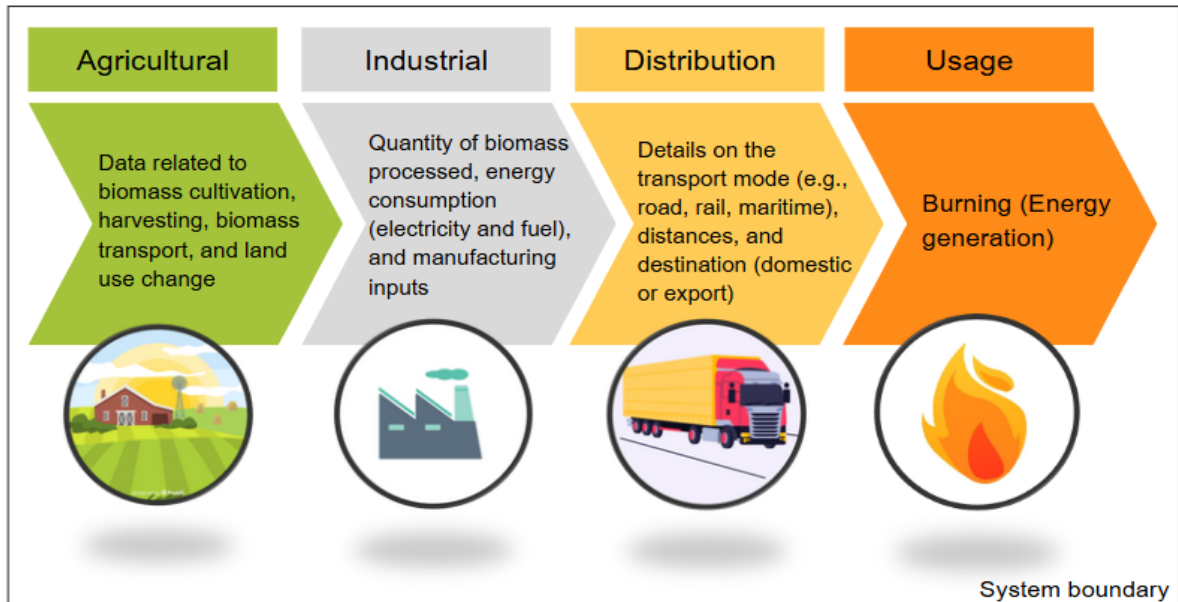 Agricultural
Industrial
Distribution
Usage
Data related to
biomass cultivation,
harvesting, biomass
transport, and land
use change
Quantity of biomass
processed, energy
consumption
(electricity and fuel),
and manufacturing
inputs
Details on the
transport mode (e.g.,
road, rail, maritime),
distances, and
destination (domestic
or export)
Burning (Energy
generation)
System boundary